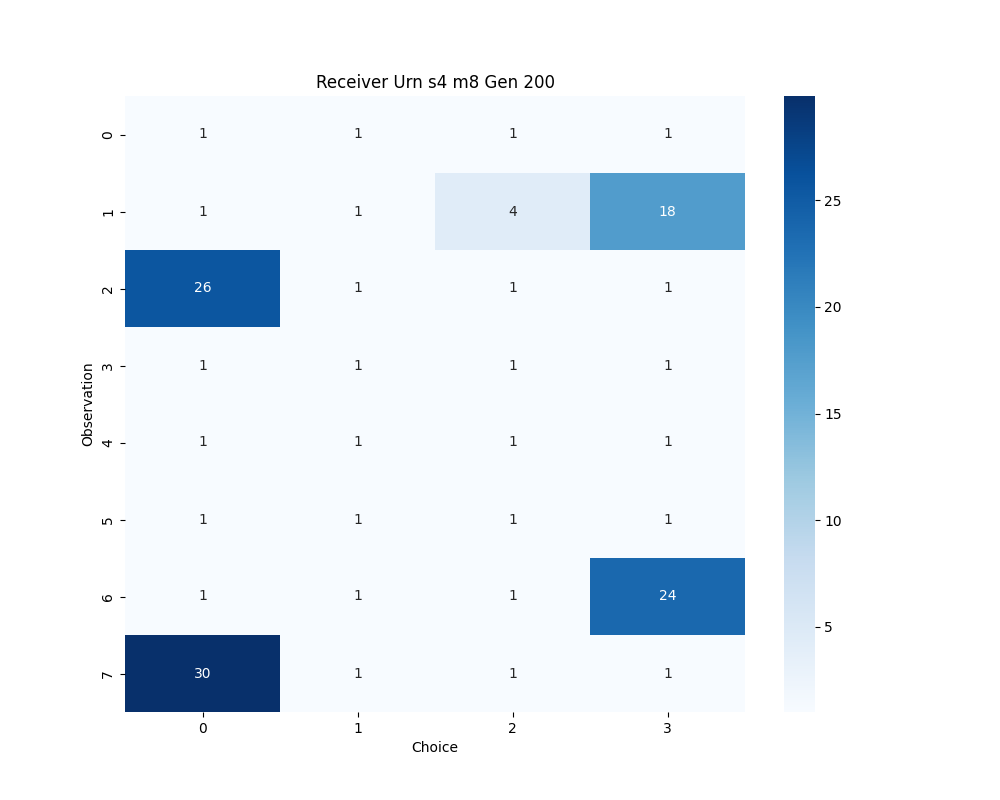 Receiver Urn s4 m8 Gen 200
0 1 1 1 1
1 1 1 4 18
2 26 1 1 1
3 1 1 1 1
4 1 1 1 1
5 1 1 1 1
6 1 1 1 24
7 30 1 1 1
0 1 2 3
Choice
Observation
25
20
15
10
5